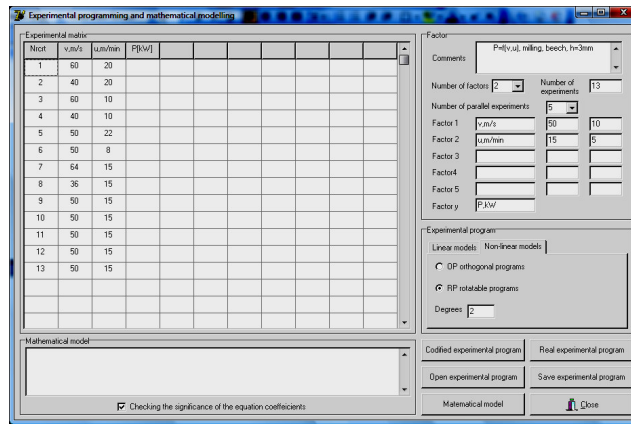 Experimental programming and mathematical modelling
Experimental matrix
Nrcrt v,m/s u,m/min P[kW]
1 60 20
2 40 20
3 60 10
4 40 10
5 50 22
6 50 8
7 64 15
8 36 15
9 50 15
10 50 15
11 50 15
12 50 15
13 50 15
Mathematical model
Checking the significance of the equation coeffeicients
Factor
Comments P=f(v,u), milling, beech, h=3mm
Number of factors 2 Number of experiments 13
Number of parallel experiments 5
Factor 1 v,m/s 50 10
Factor 2 u,m/min 15 5
Factor 3
Factor4
Factor 5
Factor y P,kW
Experimental program
Linear models Non-linear models
OP orthogonal programs
RP rotatable programs
Degrees 2
Codified experimental program Real experimental program
Open experimental program Save experimental program
Matematical model Close